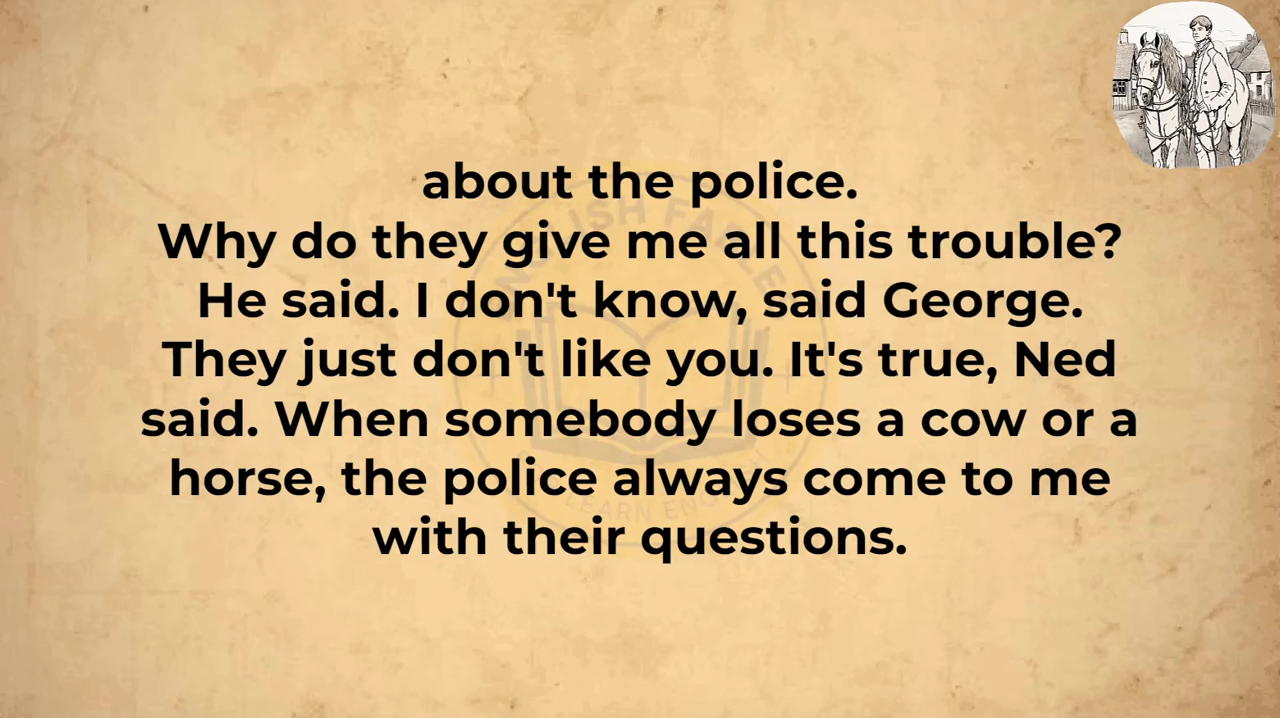 about the police.
Why do they give me all this trouble?
He said. I don't know, said George.
They just don't like you. It's true, Ned
said. When somebody loses a cow or a
horse, the police always come to me
with their questions.